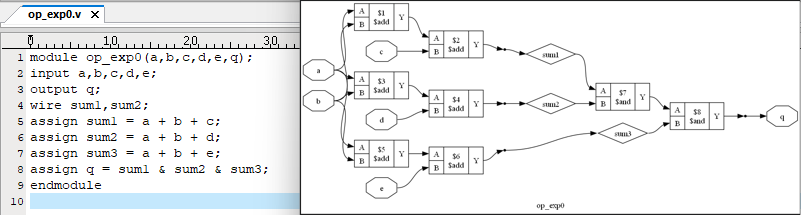 op_exp0.v X
0 10 20 30
1 module op_exp0(a,b,c,d,e,q);
2 input a,b,c,d,e;
3 output q;
4 wire sum1,sum2;
5 assign sum1 = a + b + c;
6 assign sum2 = a + b + d;
7 assign sum3 = a + b + e;
8 assign q = sum1 & sum2 & sum3;
9 endmodule
10
A B $1 $add Y
c
A B $2 $add Y
sum1
a
b
A B $3 $add Y
d
A B $4 $add Y
sum2
A B $7 $and Y
A B $8 $and Y
q
A B $5 $add Y
e
A B $6 $add Y
sum3
op_exp0